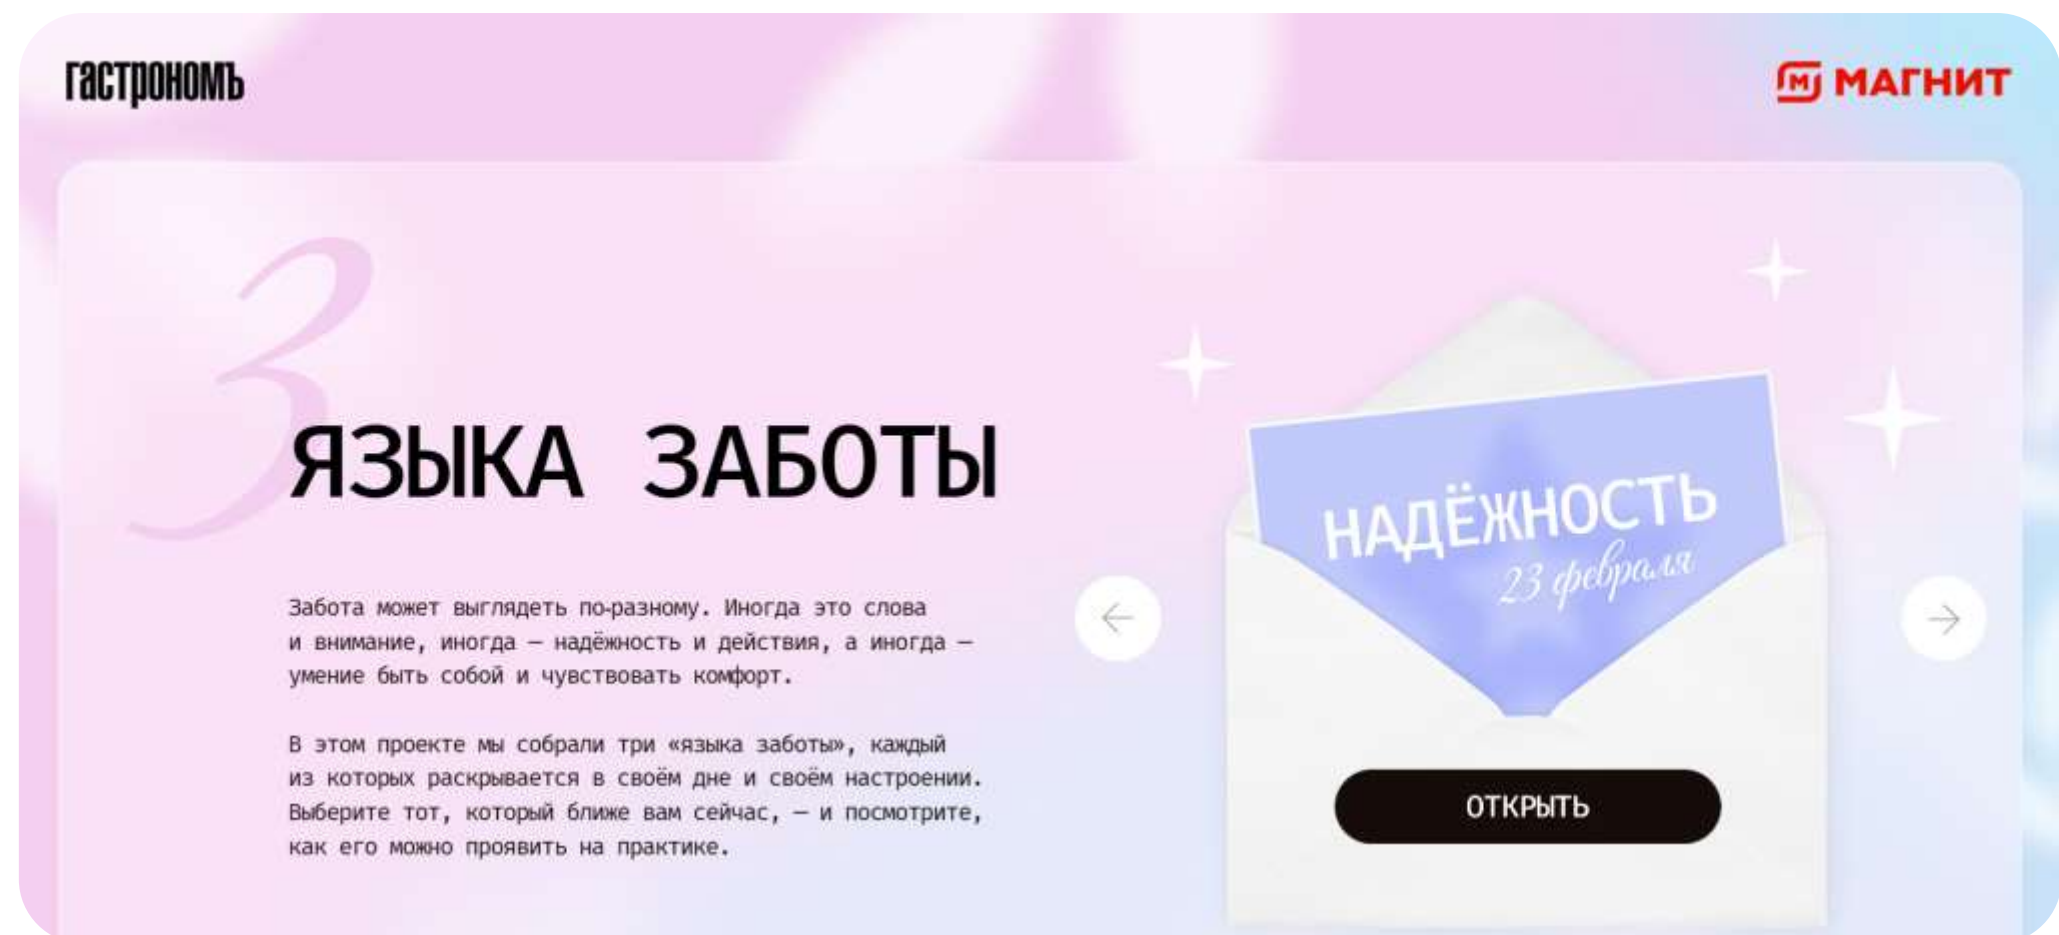 гастрономъ
М МАГНИТ
3
ЯЗЫКА ЗАБОТЫ
Забота может выглядеть по-разному. Иногда это слова
и внимание, иногда — надёжность и действия, а иногда —
умение быть собой и чувствовать комфорт.
В этом проекте мы собрали три «языка заботы», каждый
из которых раскрывается в своём дне и своём настроении.
Выберите тот, который ближе вам сейчас, — и посмотрите,
как его можно проявить на практике.
НАДЁЖНОСТЬ
23 февраля
ОТКРЫТЬ